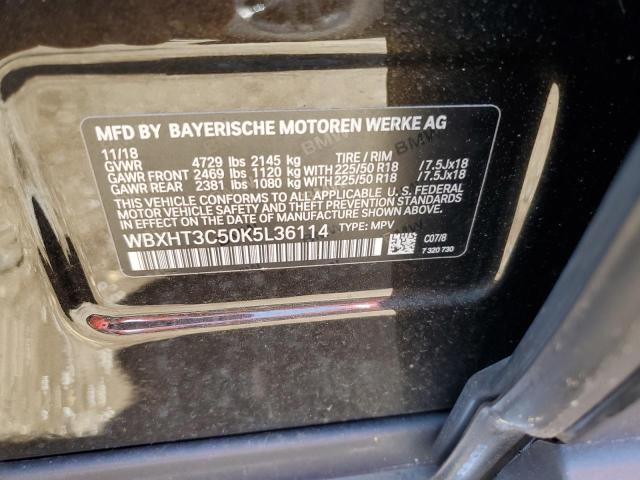 MFD BY BAYERISCHE MOTOREN WERKE AG
11/18
GVWR 4729 lbs 2145 kg TIRE / RIM
GAWR FRONT 2469 lbs 1120 kg WITH 225/50 R18 / 7.5Jx18
GAWR REAR 2381 lbs 1080 kg WITH 225/50 R18 / 7.5Jx18
THIS VEHICLE CONFORMS TO ALL APPLICABLE U.S. FEDERAL
MOTOR VEHICLE SAFETY, BUMPER, AND THEFT PREVENTION
STANDARDS IN EFFECT ON THE DATE OF MANUFACTURE
SHOWN ABOVE.
WBXHT3C50K5L36114 TYPE: MPV
C07/8
7 320 730